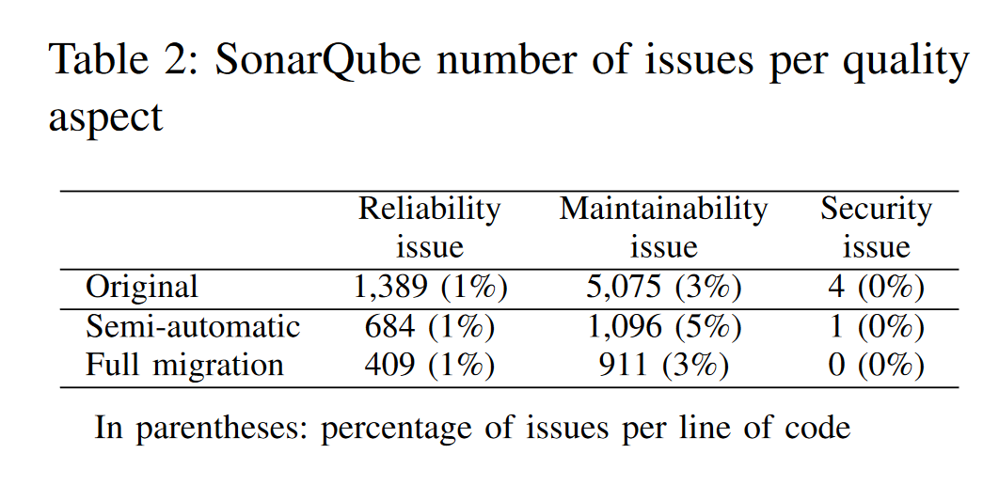 Table 2: SonarQube number of issues per quality
aspect
Reliability Maintainability Security
issue issue issue
Original 1,389 (1%) 5,075 (3%) 4 (0%)
Semi-automatic 684 (1%) 1,096 (5%) 1 (0%)
Full migration 409 (1%) 911 (3%) 0 (0%)
In parentheses: percentage of issues per line of code